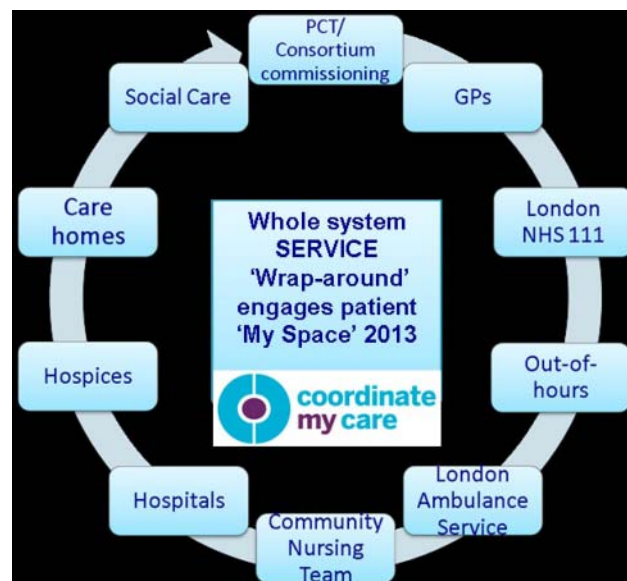 PCT/
Consortium
commissioning
GPs
London
NHS 111
Out-of-
hours
London
Ambulance
Service
Community
Nursing
Team
Hospitals
Hospices
Care
homes
Social Care
Whole system
SERVICE
‘Wrap-around’
engages patient
‘My Space’ 2013
coordinate
my care